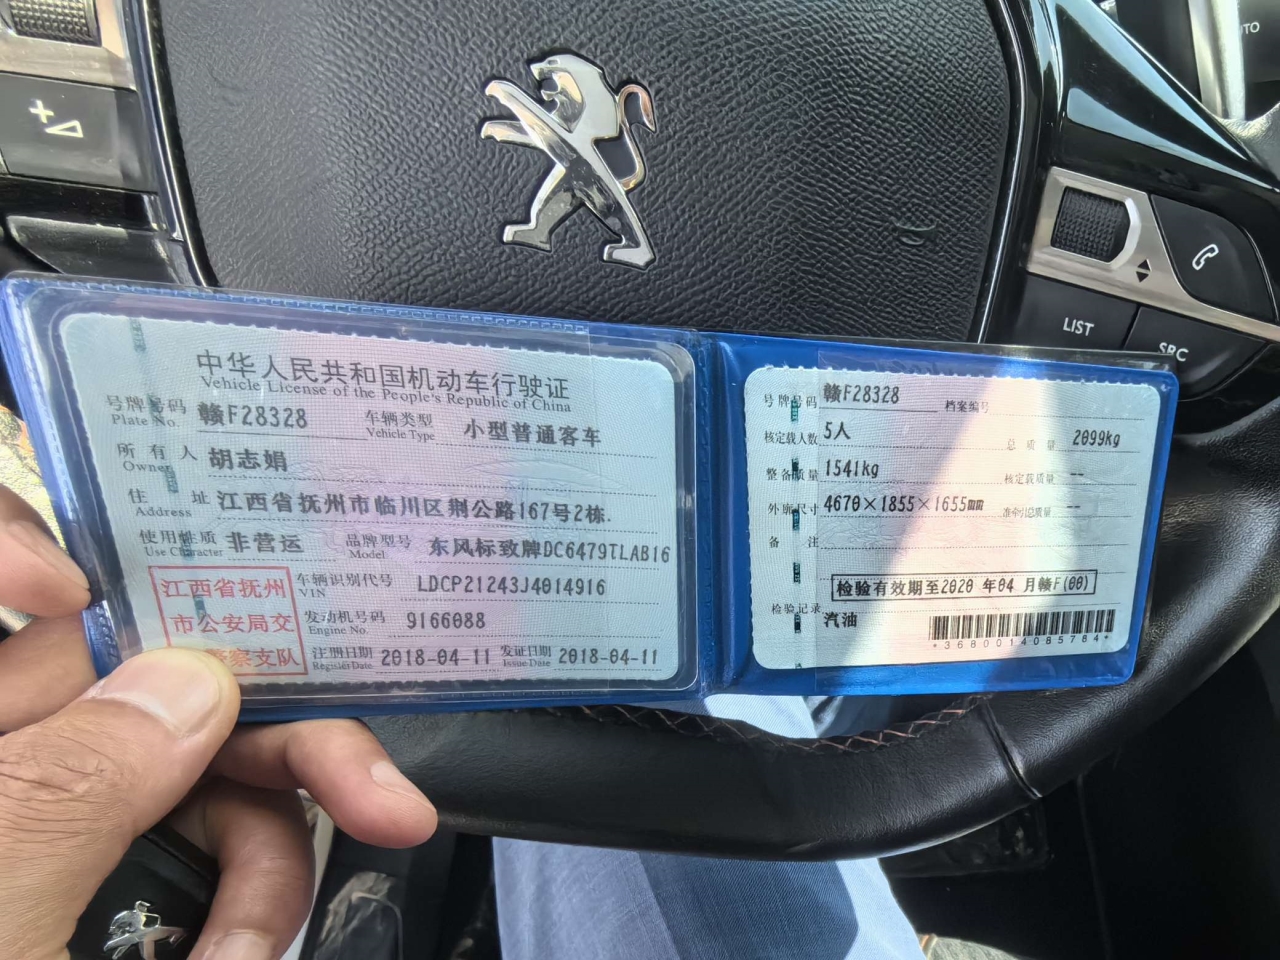 中华人民共和国机动车行驶证
Vehicle License of the People's Republic of China
号牌号码 赣F28328 车辆类型 小型普通客车
Plate No. Vehicle Type
所有人 胡志娟
Owner
住址 江西省抚州市临川区荆公路167号2栋.
Address
使用性质 非营运 品牌型号 东风标致牌DC6479TLAB16
Use Character Model
江西省抚州
市公安局交
警察支队
车辆识别代号 LDCP21243J4014916
VIN
发动机号码 9166088
Engine No.
注册日期 2018-04-11 发证日期 2018-04-11
Register Date Issue Date
号牌号码 赣F28328 档案编号
核定载人数 5人 总质量 2099kg
整备质量 1541kg 核定载质量 --
外廓尺寸 4670×1855×1655mm 准牵引总质量 --
备注
检验有效期至2020 年04 月赣F(00)
检验记录
汽油
*3680014085784*
LIST
SRC